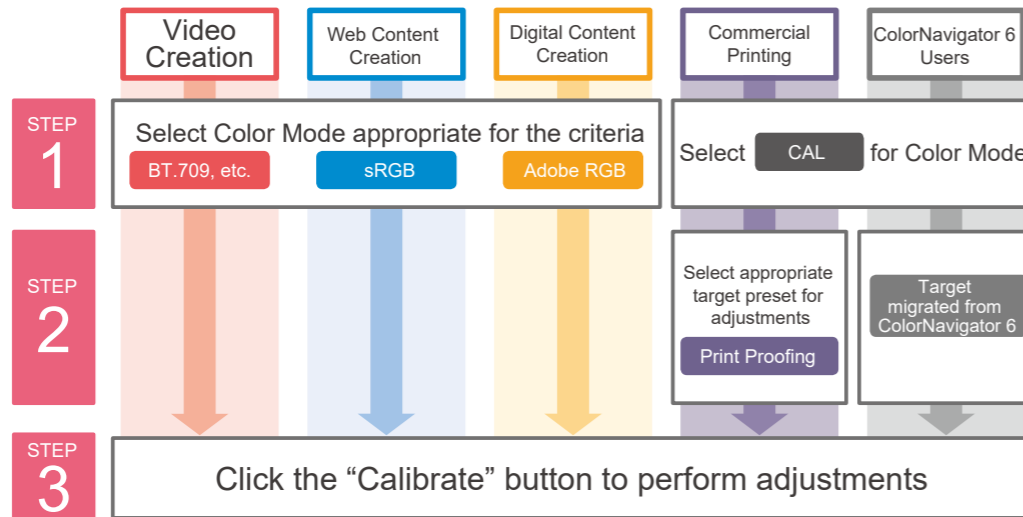 Video
Creation
Web Content
Creation
Digital Content
Creation
Commercial
Printing
ColorNavigator 6
Users
STEP
1
Select Color Mode appropriate for the criteria
BT.709, etc.
sRGB
Adobe RGB
Select CAL for Color Mode
STEP
2
Select appropriate
target preset for
adjustments
Print Proofing
Target
migrated from
ColorNavigator 6
STEP
3
Click the “Calibrate” button to perform adjustments